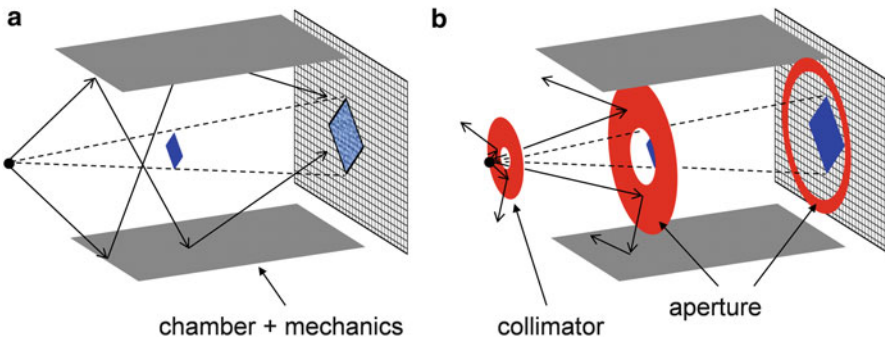 a
b
chamber + mechanics
collimator
aperture